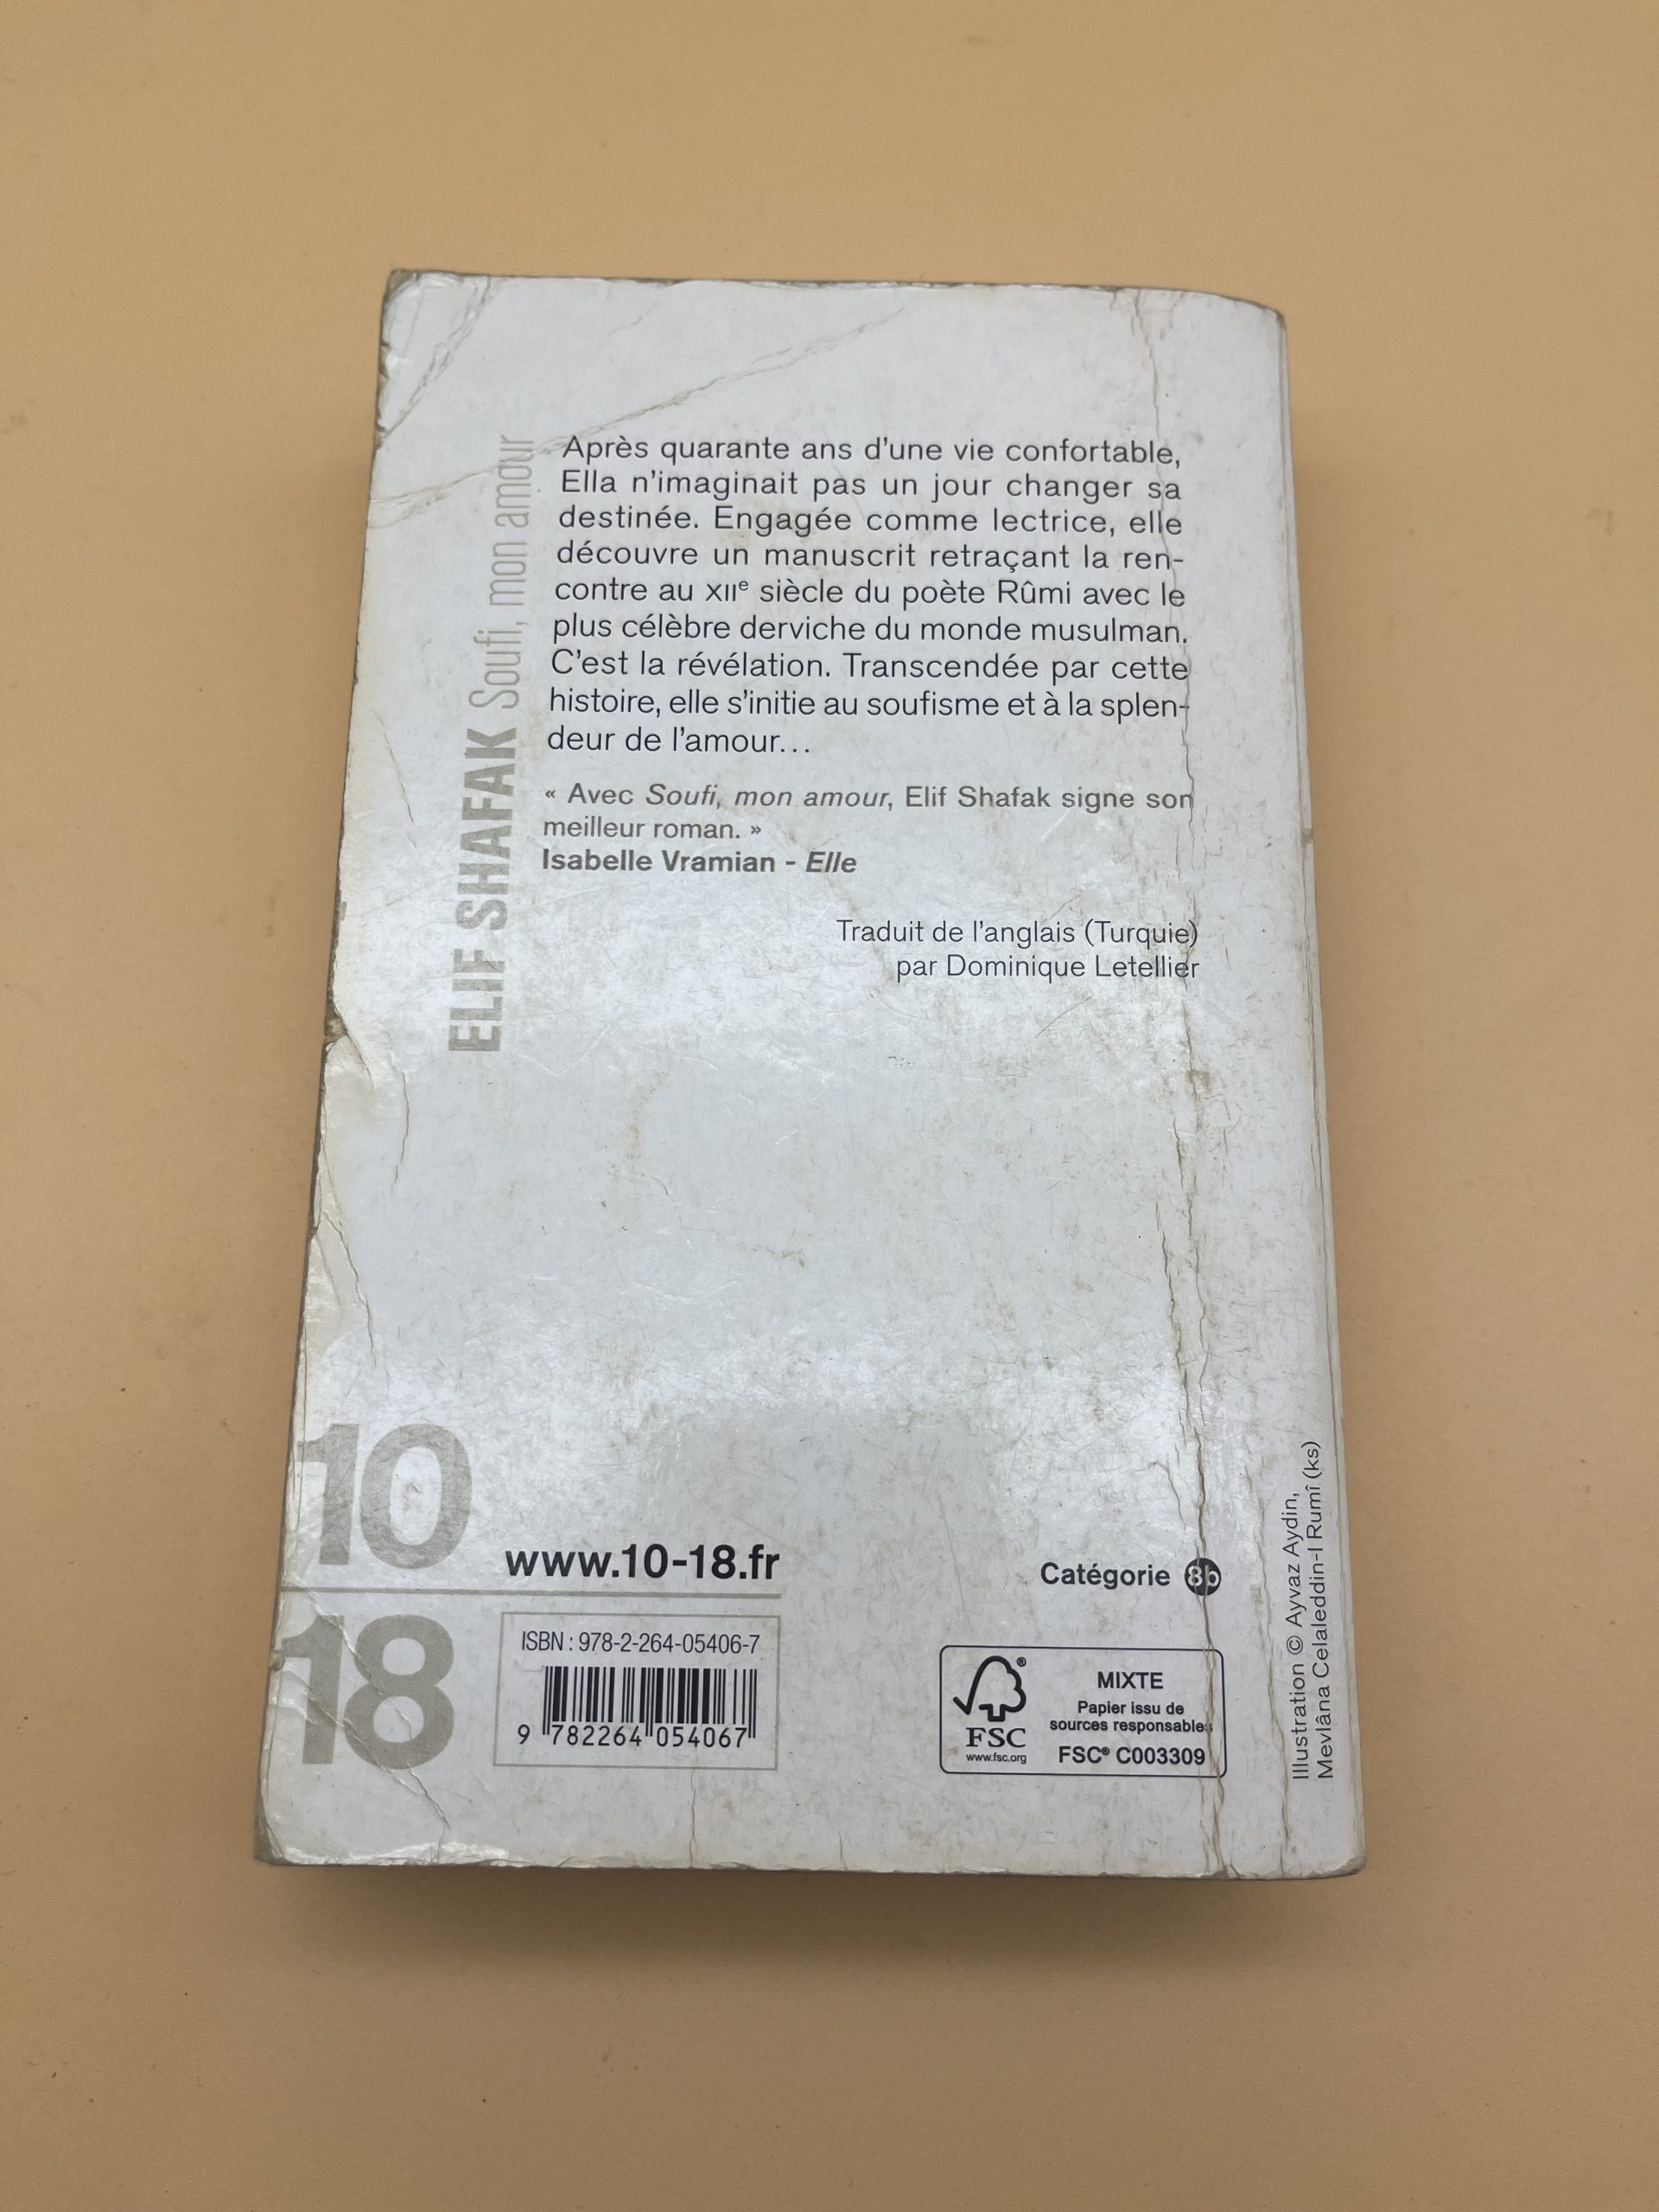 ELIF SHAFAK Soufi, mon amour
Après quarante ans d'une vie confortable,
Ella n'imaginait pas un jour changer sa
destinée. Engagée comme lectrice, elle
découvre un manuscrit retraçant la ren-
contre au XIIe siècle du poète Rûmi avec le
plus célèbre derviche du monde musulman.
C'est la révélation. Transcendée par cette
histoire, elle s'initie au soufisme et à la splen-
deur de l'amour...
« Avec Soufi, mon amour, Elif Shafak signe son
meilleur roman. »
Isabelle Vramian - Elle
Traduit de l'anglais (Turquie)
par Dominique Letellier
10
18
www.10-18.fr
ISBN : 978-2-264-05406-7
9 782264 054067
Catégorie 8b
FSC®
www.fsc.org
MIXTE
Papier issu de
sources responsables
FSC® C003309
Illustration © Ayvaz Aydin,
Mevlâna Celaleddin-I Rumî (ks)